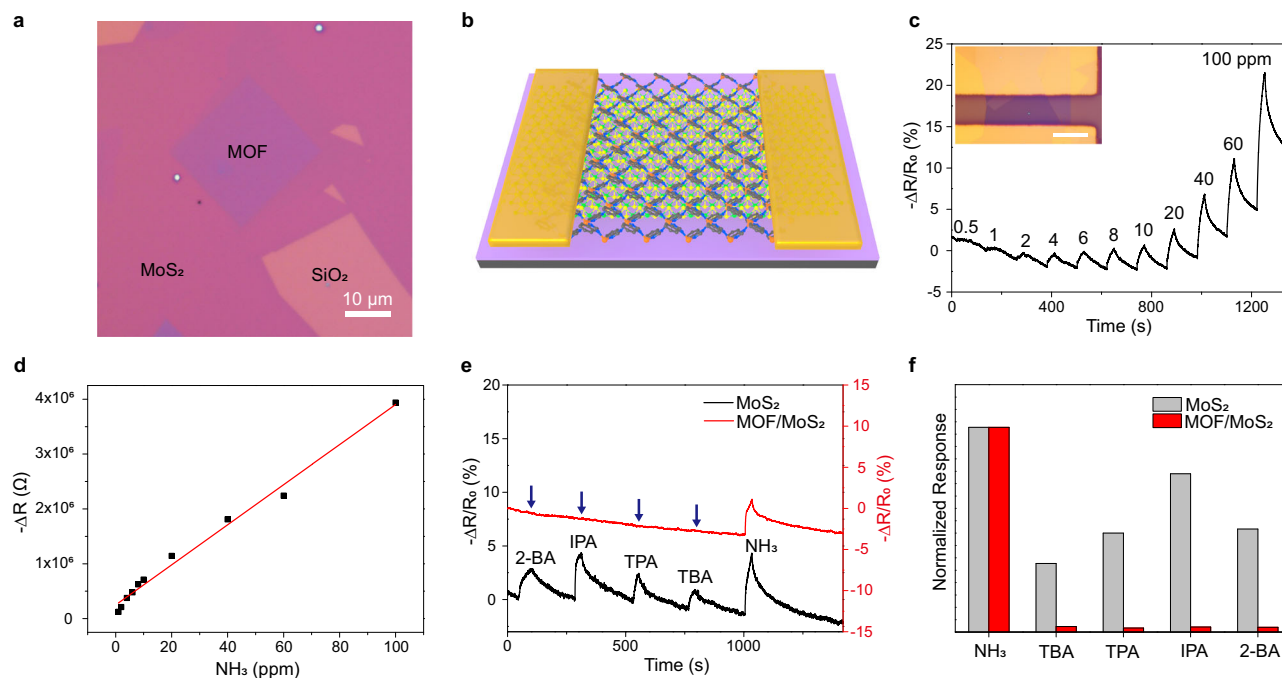 a
MOF
MoS₂
SiO₂
10 µm
b
c
25
20
15
10
5
0
-5
-ΔR/R₀ (%)
0.5
1
2
4
6
8
10
20
40
60
100 ppm
0
400
800
1200
Time (s)
d
4x10⁶
3x10⁶
2x10⁶
1x10⁶
0
-ΔR (Ω)
0
20
40
60
80
100
NH₃ (ppm)
e
20
15
10
5
0
-ΔR/R₀ (%)
MoS₂
MOF/MoS₂
2-BA
IPA
TPA
TBA
NH₃
15
10
5
0
-5
-10
-15
-ΔR/R₀ (%)
0
500
1000
Time (s)
f
Normalized Response
MoS₂
MOF/MoS₂
NH₃
TBA
TPA
IPA
2-BA